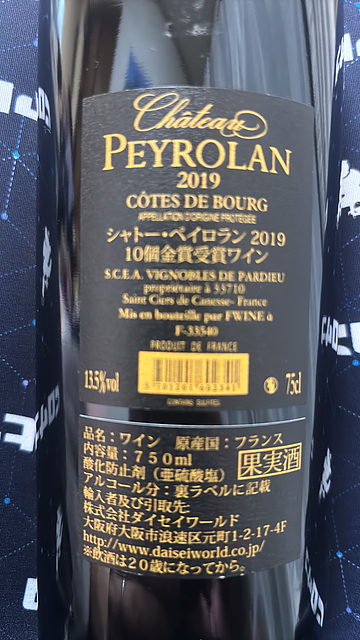 Château
PEYROLAN
2019
CÔTES DE BOURG
APPELLATION D'ORIGINE PROTÉGÉE
シャトー・ペイロラン 2019
10個金賞受賞ワイン
S.C.E.A. VIGNOBLES DE PARDIEU
propriétaire à 33710
Saint Ciers de Canesse- France
Mis en bouteille par FWINE à
F-33540
PRODUIT DE FRANCE
13.5%vol
75cl
品名：ワイン 原産国：フランス
内容量：750ml
酸化防止剤（亜硫酸塩）
果実酒
アルコール分：裏ラベルに記載
輸入者及び引取先:
株式会社ダイセイワールド
大阪府大阪市浪速区元町1-2-17-4F
http://www.daiseiworld.co.jp/
※飲酒は20歳になってから。